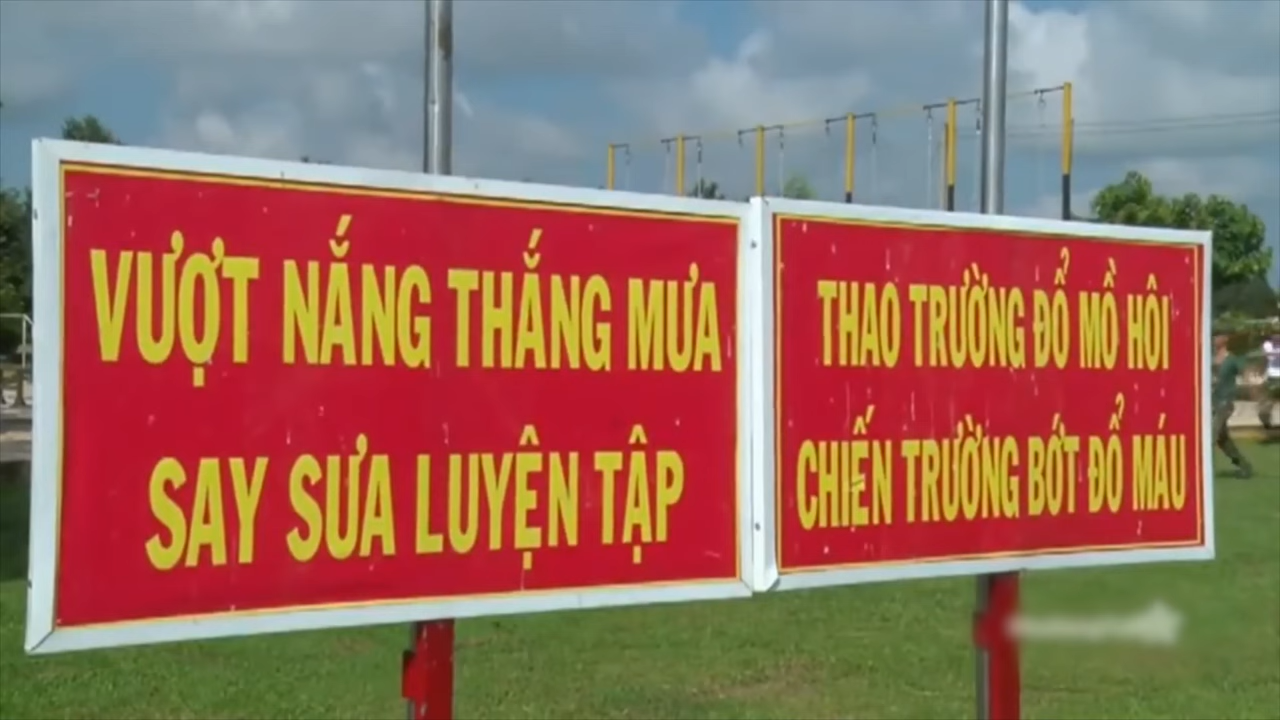 VƯỢT NẮNG THẮNG MƯA
SAY SƯA LUYỆN TẬP
THAO TRƯỜNG ĐỔ MỒ HÔI
CHIẾN TRƯỜNG BỚT ĐỔ MÁU